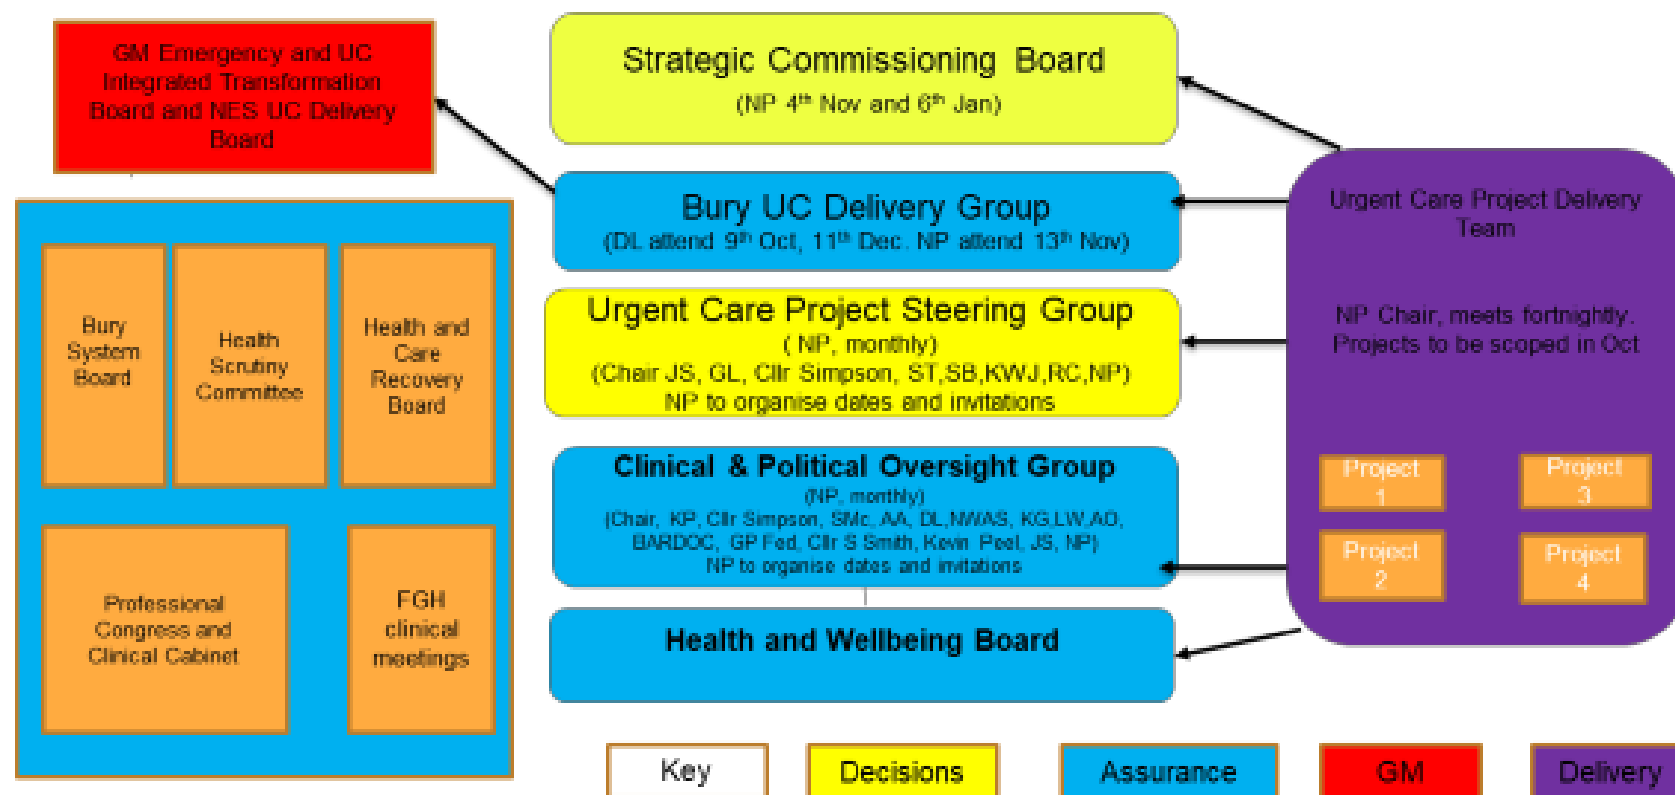 GM Emergency and UC
Integrated Transformation
Board and NES UC Delivery
Board
Strategic Commissioning Board
(NP 4th Nov and 6th Jan)
Bury UC Delivery Group
(DL attend 9th Oct, 11th Dec. NP attend 13th Nov)
Urgent Care Project Steering Group
( NP, monthly)
(Chair JS, GL, Cllr Simpson, ST,SB,KWJ,RC,NP)
NP to organise dates and invitations
Clinical & Political Oversight Group
(NP, monthly)
(Chair, KP, Cllr Simpson, SMc, AA, DL,NWAS, KG,LW,AO,
BARDOC, GP Fed, Cllr S Smith, Kevin Peel, JS, NP)
NP to organise dates and invitations
Health and Wellbeing Board
Urgent Care Project Delivery
Team
NP Chair, meets fortnightly.
Projects to be scoped in Oct
Project
1
Project
3
Project
2
Project
4
Bury
System
Board
Health
Scrutiny
Committee
Health and
Care
Recovery
Board
Professional
Congress and
Clinical Cabinet
FGH
clinical
meetings
Key
Decisions
Assurance
GM
Delivery